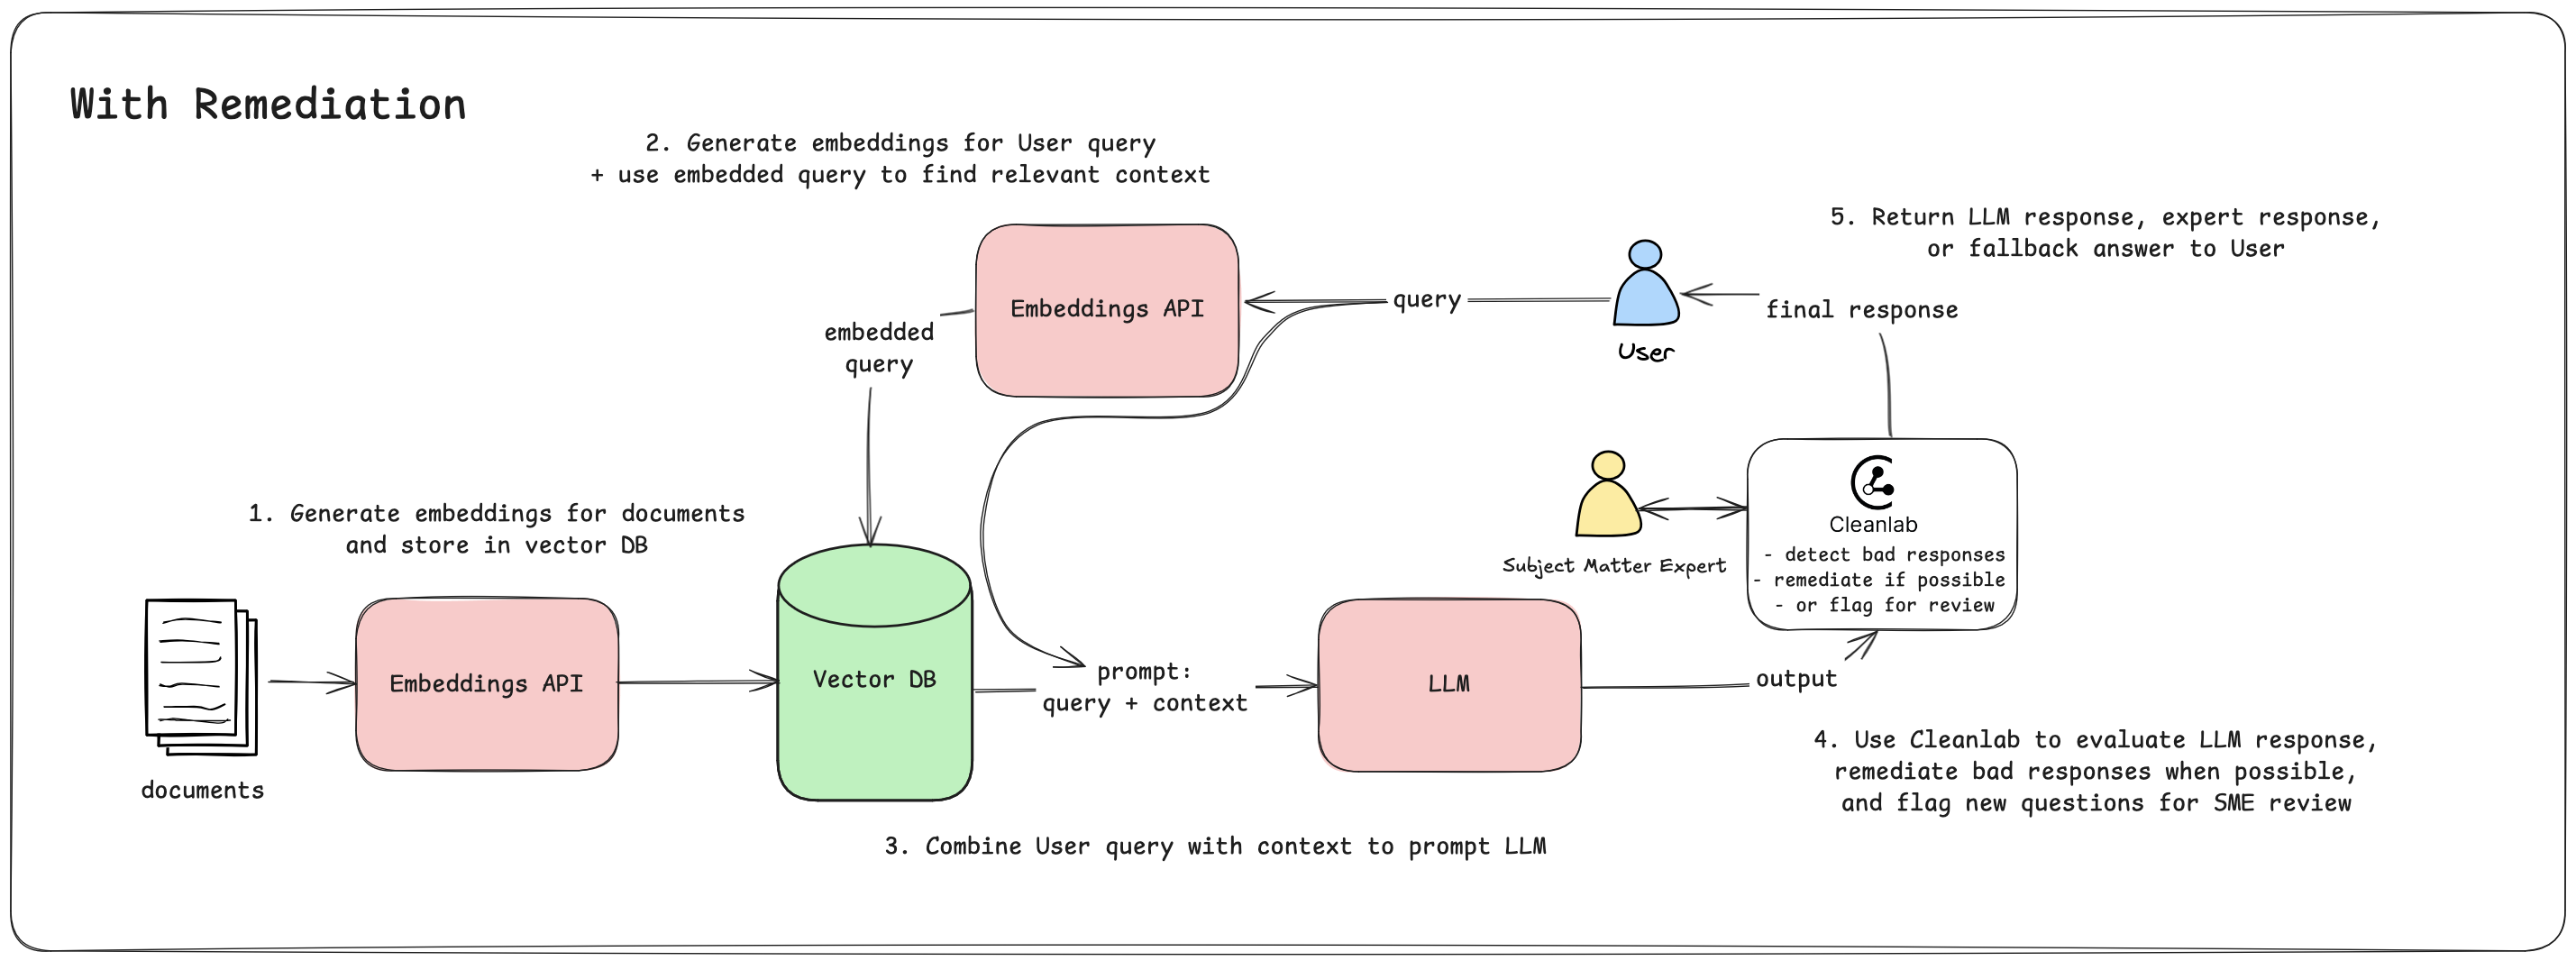 With Remediation
2. Generate embeddings for User query
+ use embedded query to find relevant context
5. Return LLM response, expert response,
or fallback answer to User
Embeddings API
query
final response
embedded
query
User
1. Generate embeddings for documents
and store in vector DB
Cleanlab
- detect bad responses
- remediate if possible
- or flag for review
Subject Matter Expert
Embeddings API
Vector DB
prompt:
query + context
LLM
output
documents
4. Use Cleanlab to evaluate LLM response,
remediate bad responses when possible,
and flag new questions for SME review
3. Combine User query with context to prompt LLM